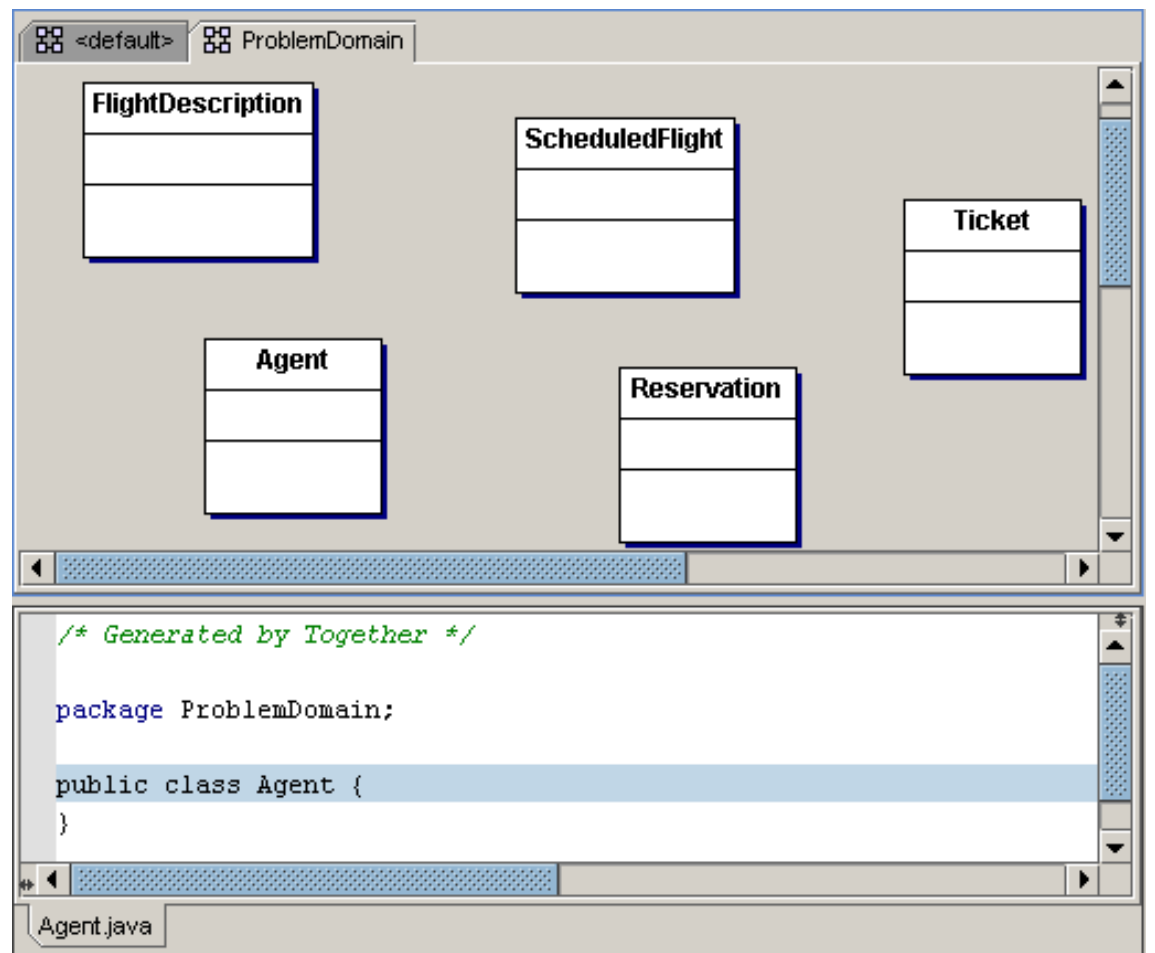 <default> ProblemDomain
FlightDescription
ScheduledFlight
Ticket
Agent
Reservation
/* Generated by Together */
package ProblemDomain;
public class Agent {
}
Agent.java